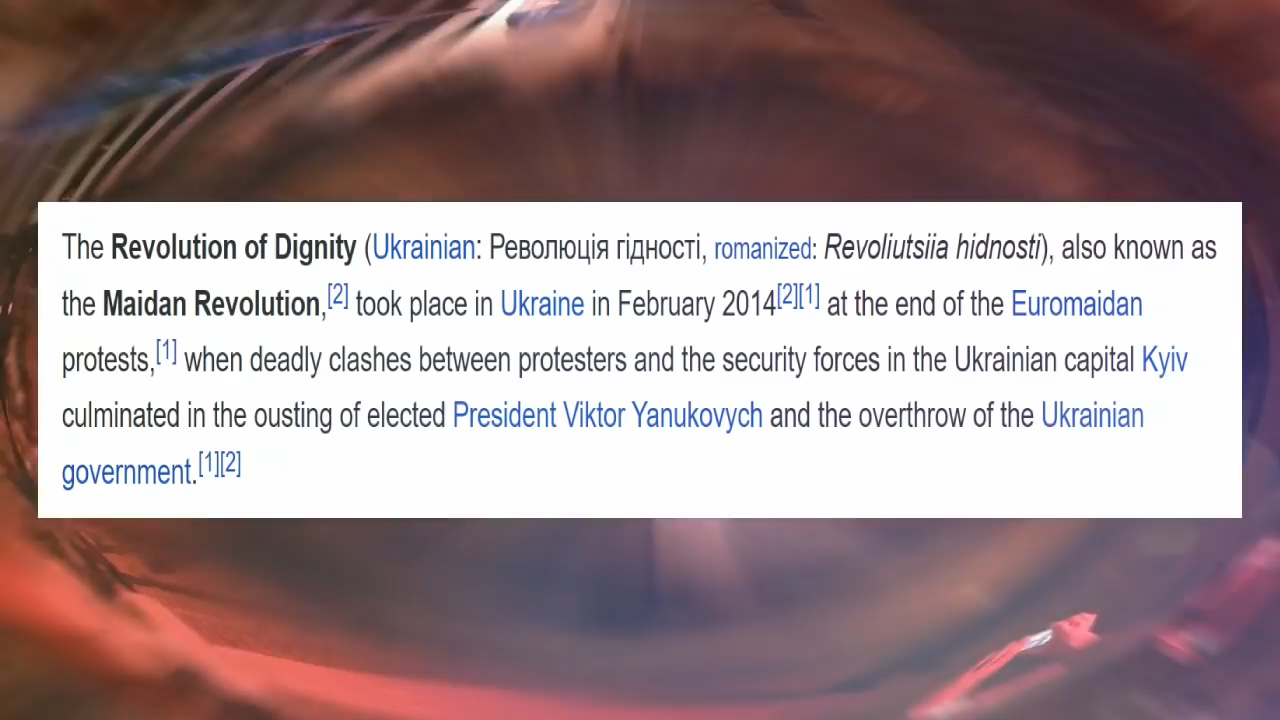 The Revolution of Dignity (Ukrainian: Революція гідності, romanized: Revoliutsiia hidnosti), also known as
the Maidan Revolution,[2] took place in Ukraine in February 2014[2][1] at the end of the Euromaidan
protests,[1] when deadly clashes between protesters and the security forces in the Ukrainian capital Kyiv
culminated in the ousting of elected President Viktor Yanukovych and the overthrow of the Ukrainian
government.[1][2]